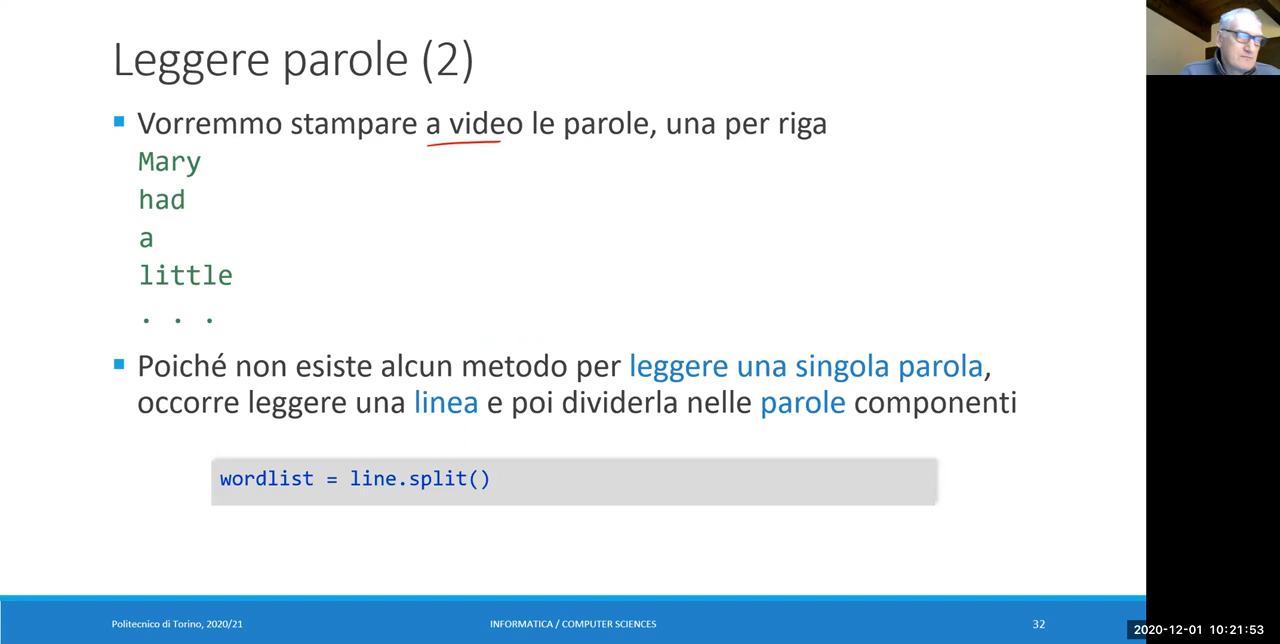 Leggere parole (2)
Vorremmo stampare a video le parole, una per riga
Mary
had
a
little
. . .
Poiché non esiste alcun metodo per leggere una singola parola,
occorre leggere una linea e poi dividerla nelle parole componenti
wordlist = line.split()
Politecnico di Torino, 2020/21
INFORMATICA / COMPUTER SCIENCES
32
2020-12-01 10:21:53